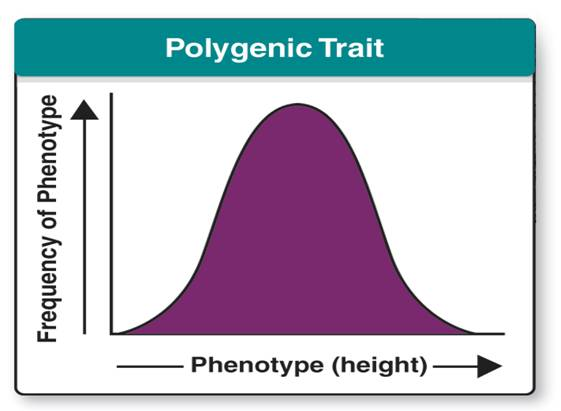 Polygenic Trait
Frequency of Phenotype
Phenotype (height)